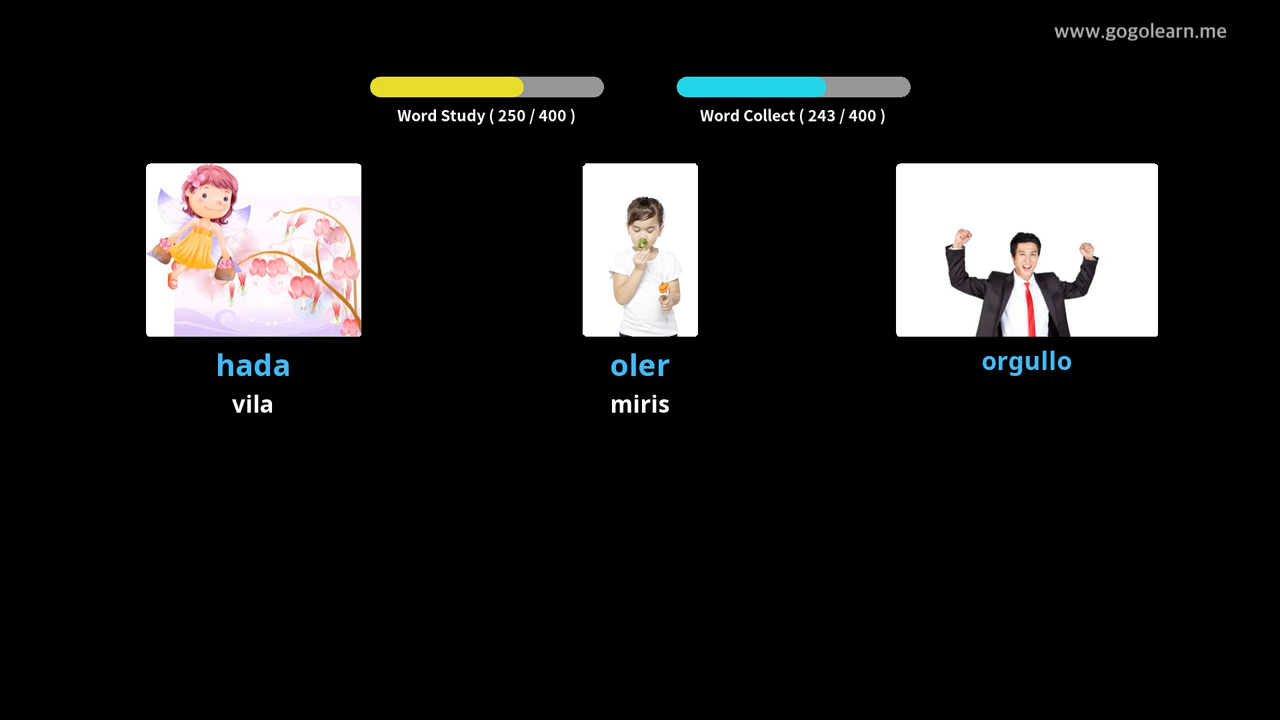 www.gogolearn.me
Word Study ( 250 / 400 )
Word Collect ( 243 / 400 )
hada
oler
orgullo
vila
miris